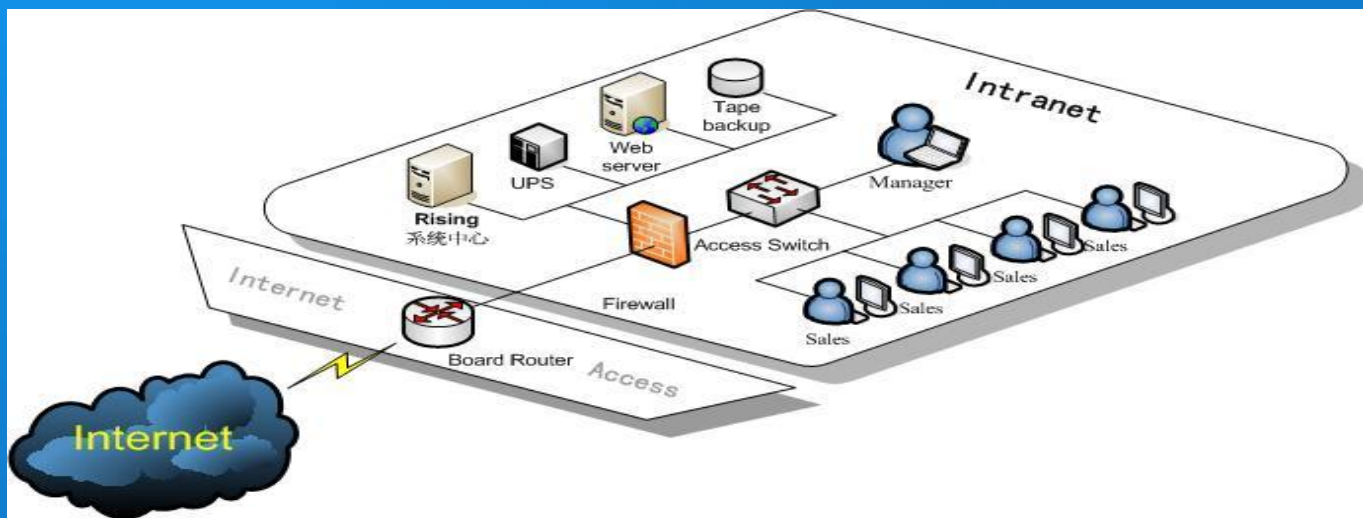 Intranet
Tape
backup
Web
server
UPS
Manager
Rising
系统中心
Access Switch
Sales
Sales
Sales
Sales
Firewall
Internet
Board Router
Access
Internet